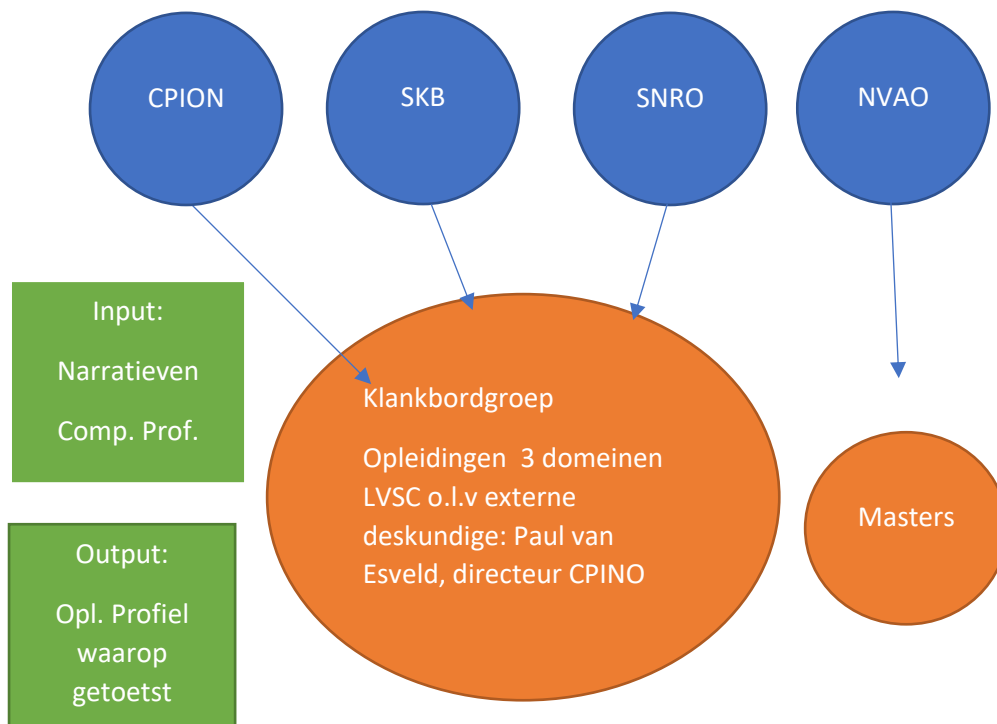 CPION
SKB
SNRO
NVAO
Input:
Narratieven
Comp. Prof.
Klankbordgroep
Opleidingen 3 domeinen
LVSC o.l.v externe
deskundige: Paul van
Esveld, directeur CPINO
Masters
Output:
Opl. Profiel
waarop
getoetst